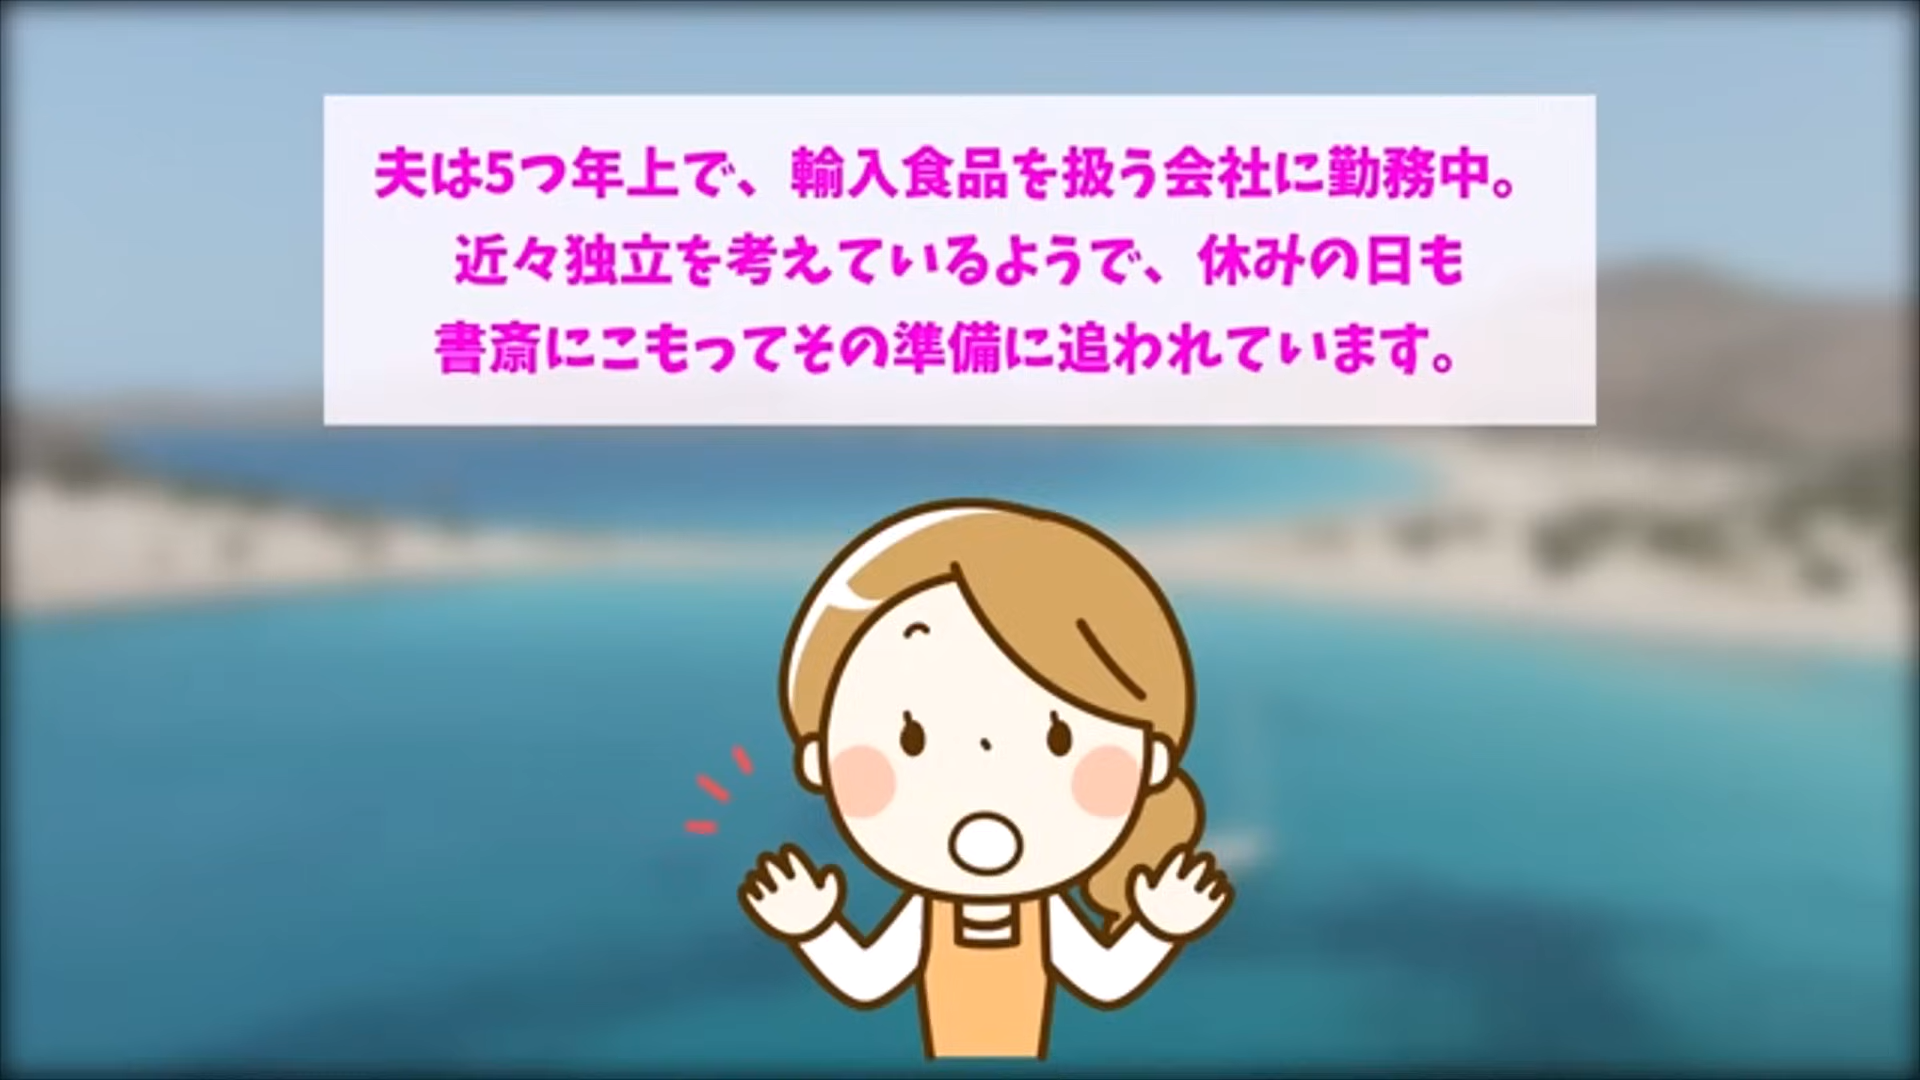 夫は5つ年上で、輸入食品を扱う会社に勤務中。
近々独立を考えているようで、休みの日も
書斎にこもってその準備に追われています。